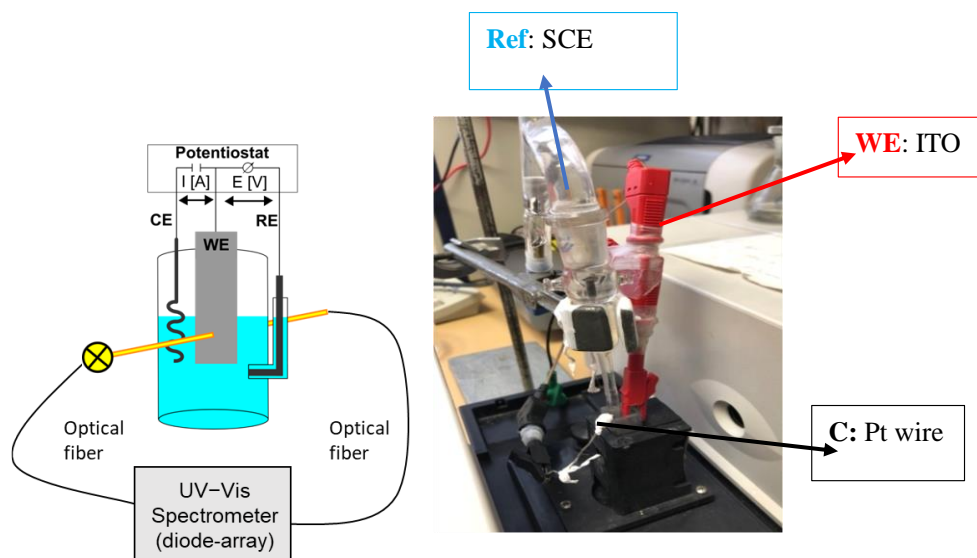 Ref: SCE
WE: ITO
C: Pt wire
Potentiostat
I [A]
E [V]
CE
WE
RE
Optical
fiber
Optical
fiber
UV−Vis
Spectrometer
(diode-array)